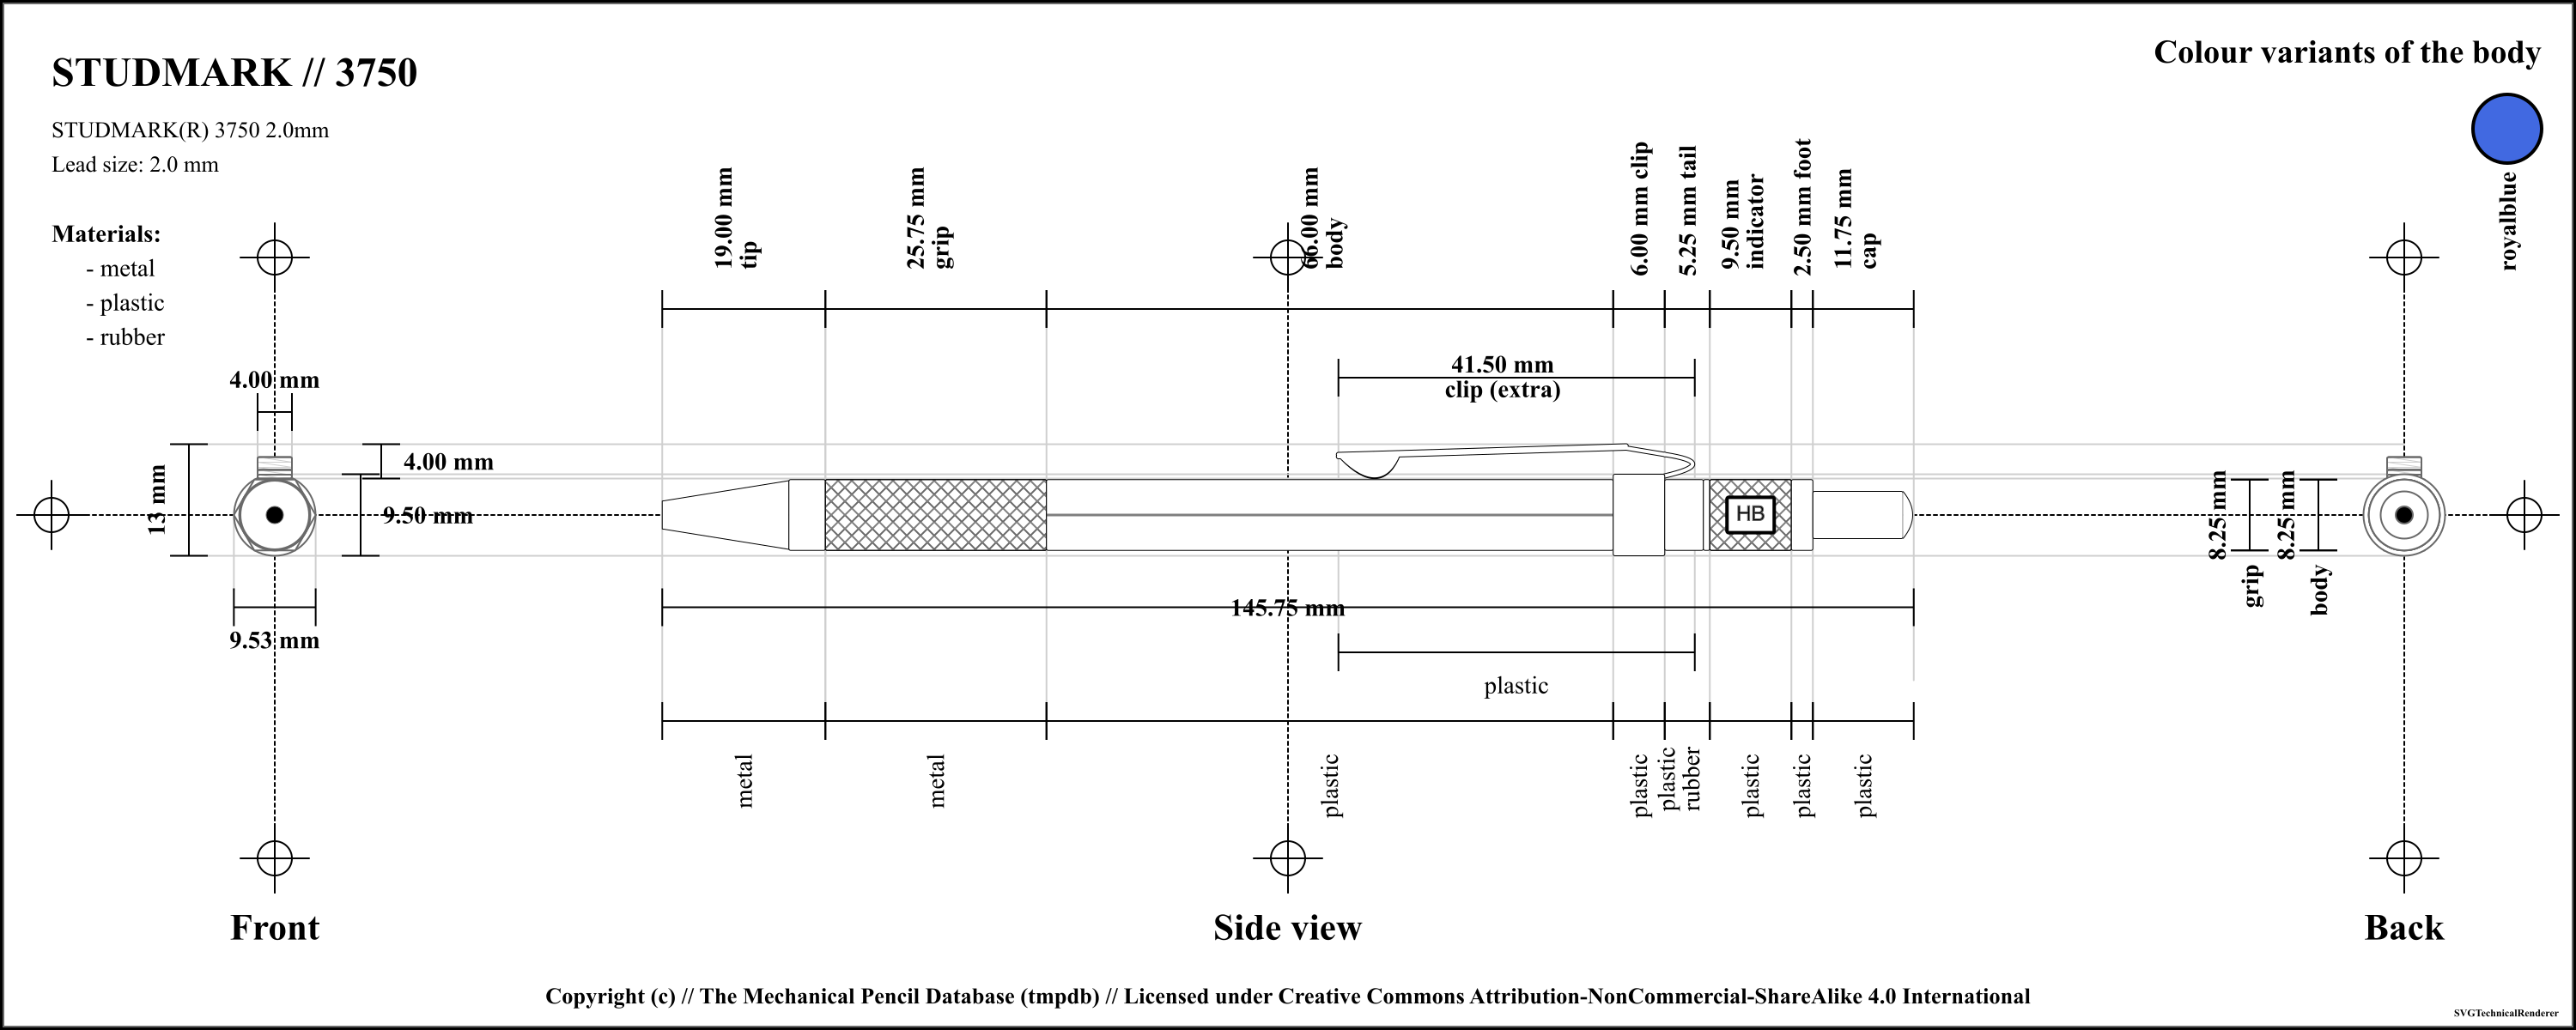 STUDMARK // 3750
Colour variants of the body
STUDMARK(R) 3750 2.0mm
Lead size: 2.0 mm
royalblue
Materials:
- metal
- plastic
- rubber
19.00 mm
tip
25.75 mm
grip
66.00 mm
body
6.00 mm clip
5.25 mm tail
9.50 mm
indicator
2.50 mm foot
11.75 mm
cap
41.50 mm
clip (extra)
4.00 mm
13 mm
4.00 mm
9.50 mm
9.53 mm
HB
8.25 mm
grip
8.25 mm
body
145.75 mm
plastic
metal
metal
plastic
plastic
plastic
rubber
plastic
plastic
plastic
Front
Side view
Back
Copyright (c) // The Mechanical Pencil Database (tmpdb) // Licensed under Creative Commons Attribution-NonCommercial-ShareAlike 4.0 International
SVGTechnicalRenderer